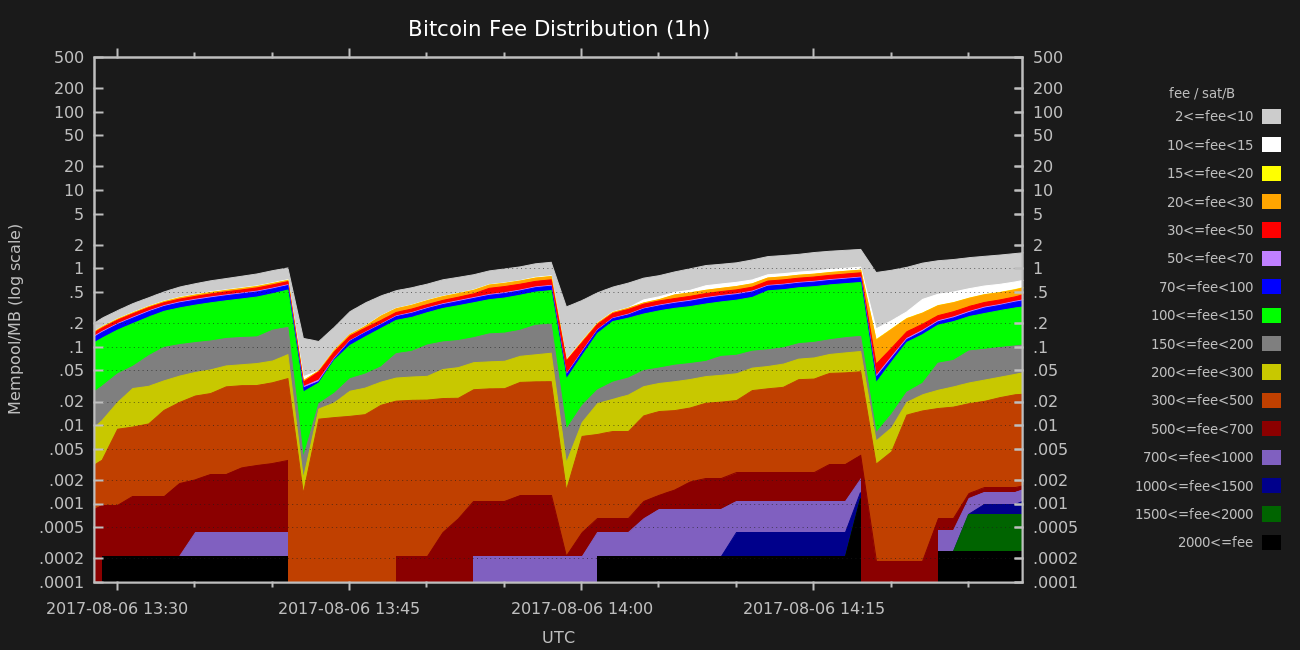 Bitcoin Fee Distribution (1h)
500
200
100
50
20
10
5
2
1
.5
.2
.1
.05
.02
.01
.005
.002
.001
.0005
.0002
.0001
Mempool/MB (log scale)
500
200
100
50
20
10
5
2
1
.5
.2
.1
.05
.02
.01
.005
.002
.001
.0005
.0002
.0001
2017-08-06 13:30
2017-08-06 13:45
2017-08-06 14:00
2017-08-06 14:15
UTC
fee / sat/B
2<=fee<10
10<=fee<15
15<=fee<20
20<=fee<30
30<=fee<50
50<=fee<70
70<=fee<100
100<=fee<150
150<=fee<200
200<=fee<300
300<=fee<500
500<=fee<700
700<=fee<1000
1000<=fee<1500
1500<=fee<2000
2000<=fee